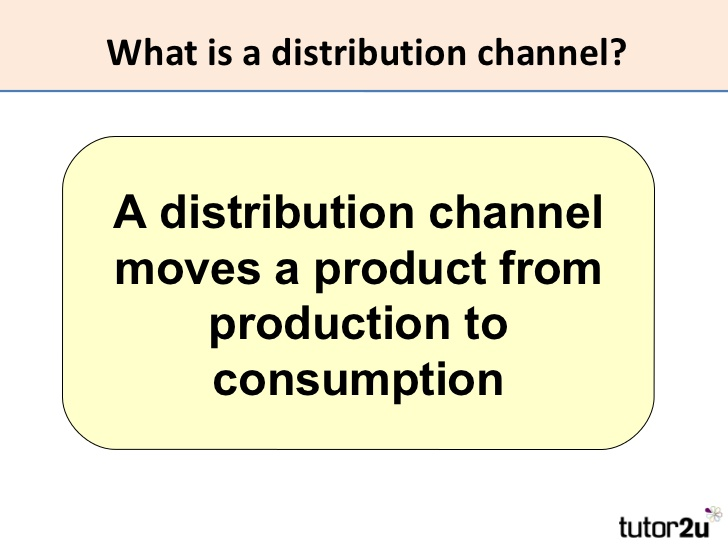 What is a distribution channel?
A distribution channel
moves a product from
production to
consumption
tutor2u